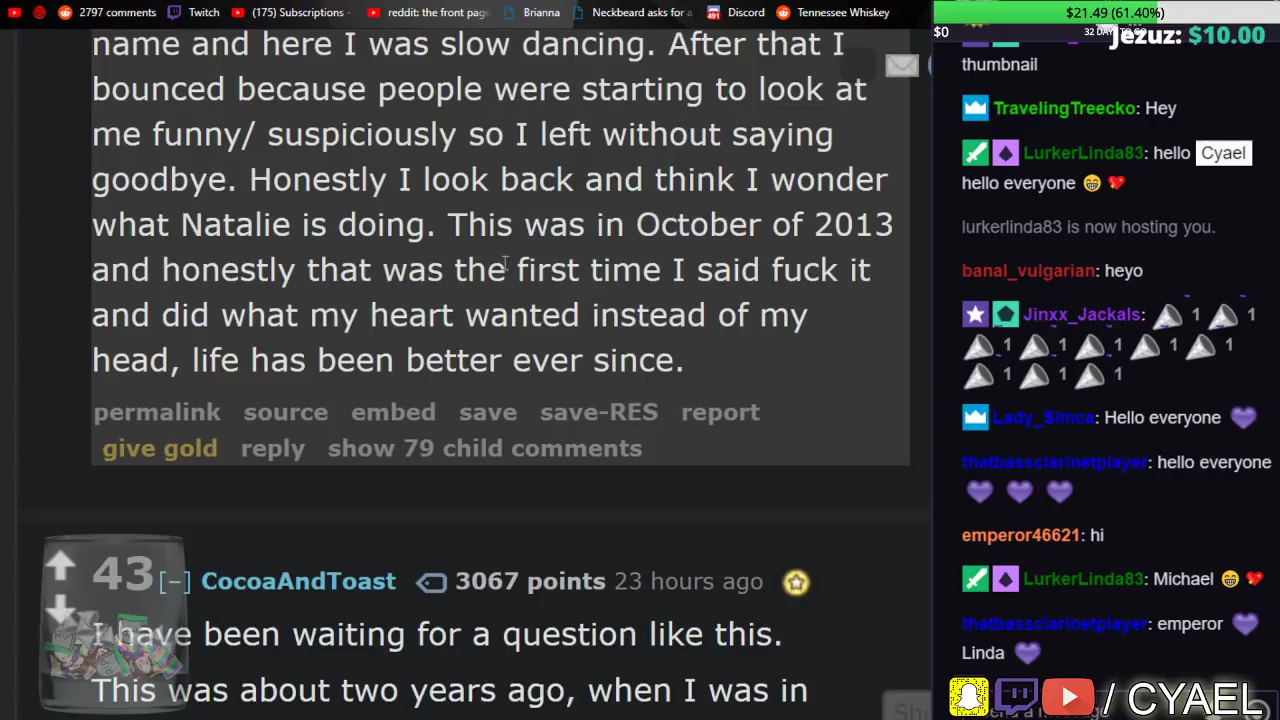 2797 comments Twitch (175) Subscriptions - reddit: the front page Brianna Neckbeard asks for a Discord Tennessee Whiskey
$21.49 (61.40%)
$0
Jezuz: $10.00
name and here I was slow dancing. After that I
bounced because people were starting to look at
me funny/ suspiciously so I left without saying
goodbye. Honestly I look back and think I wonder
what Natalie is doing. This was in October of 2013
and honestly that was the first time I said fuck it
and did what my heart wanted instead of my
head, life has been better ever since.
permalink source embed save save-RES report
give gold reply show 79 child comments
43 [–] CocoaAndToast 3067 points 23 hours ago
I have been waiting for a question like this.
This was about two years ago, when I was in
thumbnail
TravelingTreecko: Hey
LurkerLinda83: hello Cyael
hello everyone 😁 💖
lurkerlinda83 is now hosting you.
banal_vulgarian: heyo
Jinxx_Jackals: 1 1
1 1 1 1 1
1 1 1
Lady_Simca: Hello everyone 💜
thatbassclarinetplayer: hello everyone
💜 💜 💜
emperor46621: hi
LurkerLinda83: Michael 😁 💖
thatbassclarinetplayer: emperor 💜
Linda 💜
/ CYAEL